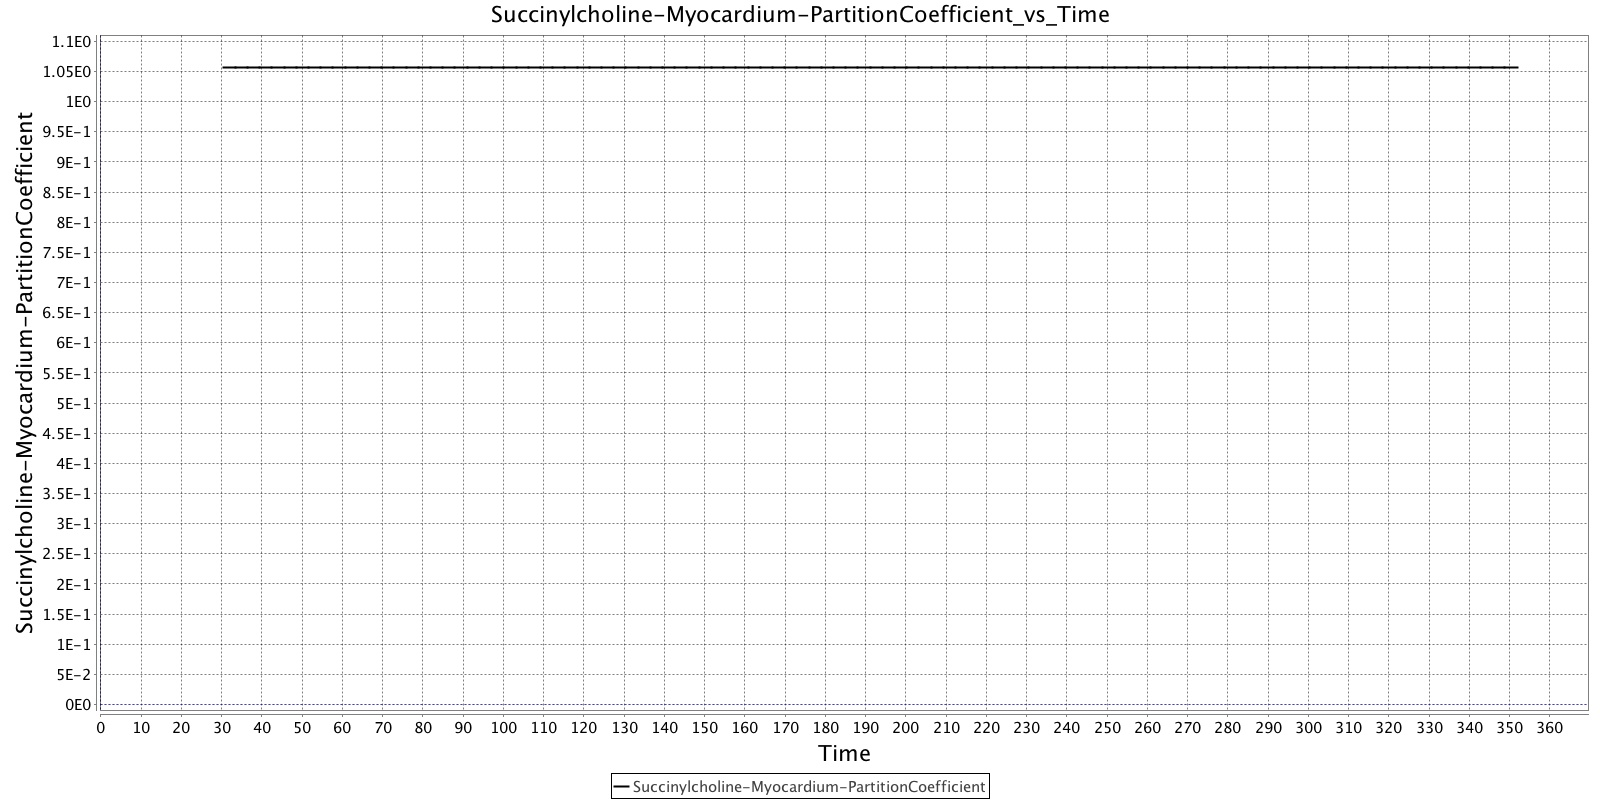 Succinylcholine-Myocardium-PartitionCoefficient_vs_Time
Succinylcholine-Myocardium-PartitionCoefficient
1.1E0
1.05E0
1E0
9.5E-1
9E-1
8.5E-1
8E-1
7.5E-1
7E-1
6.5E-1
6E-1
5.5E-1
5E-1
4.5E-1
4E-1
3.5E-1
3E-1
2.5E-1
2E-1
1.5E-1
1E-1
5E-2
0E0
0 10 20 30 40 50 60 70 80 90 100 110 120 130 140 150 160 170 180 190 200 210 220 230 240 250 260 270 280 290 300 310 320 330 340 350 360
Time
Succinylcholine-Myocardium-PartitionCoefficient